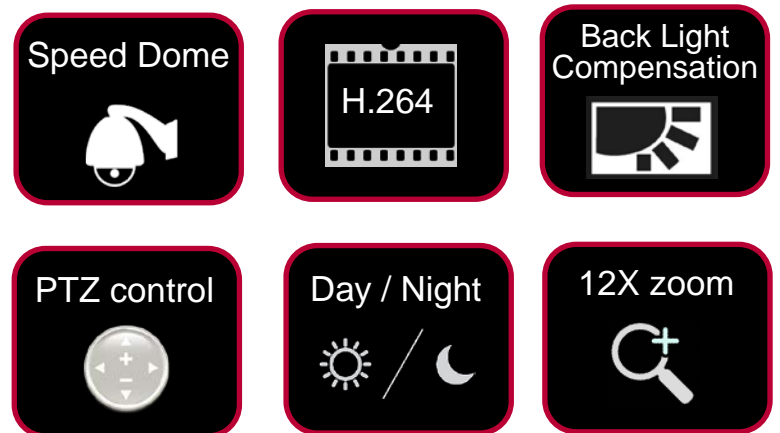 Speed Dome
H.264
Back Light
Compensation
PTZ control
Day / Night
12X zoom